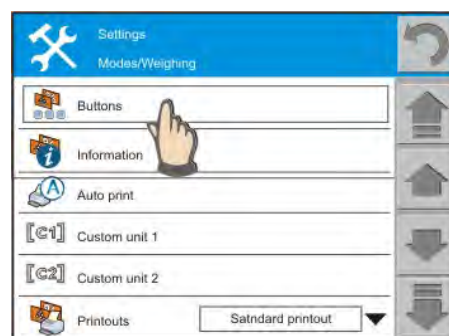 Settings
Modes/Weighing
Buttons
Information
Auto print
[C1] Custom unit 1
[C2] Custom unit 2
Printouts Satndard printout